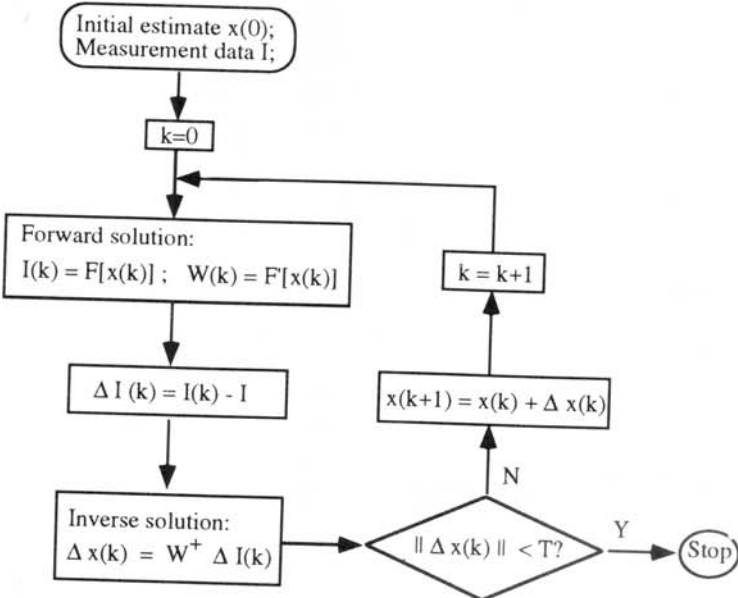 Initial estimate x(0);
Measurement data I;
k=0
Forward solution:
I(k) = F[x(k)] ; W(k) = F'[x(k)]
Δ I (k) = I(k) - I
Inverse solution:
Δ x(k) = W⁺ Δ I(k)
|| Δ x(k) || < T?
Y
Stop
N
x(k+1) = x(k) + Δ x(k)
k = k+1